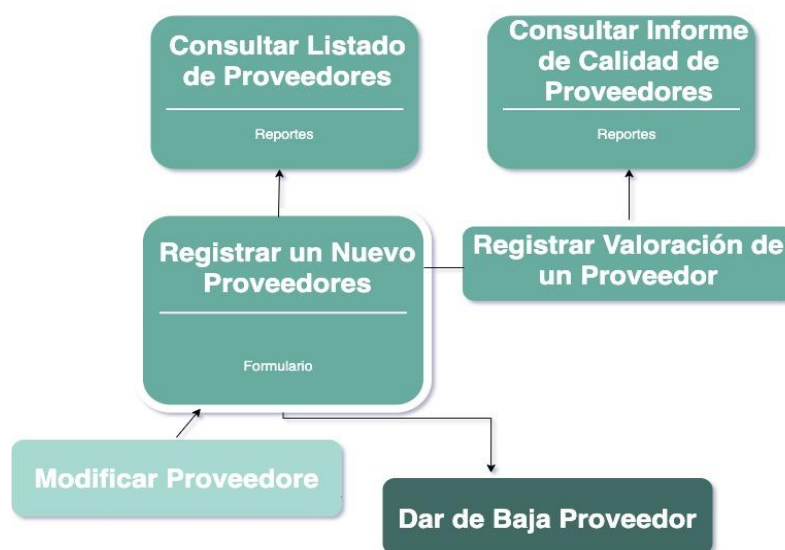 Consultar Listado
de Proveedores
Reportes
Consultar Informe
de Calidad de
Proveedores
Reportes
Registrar un Nuevo
Proveedores
Formulario
Registrar Valoración de
un Proveedor
Modificar Proveedore
Dar de Baja Proveedor